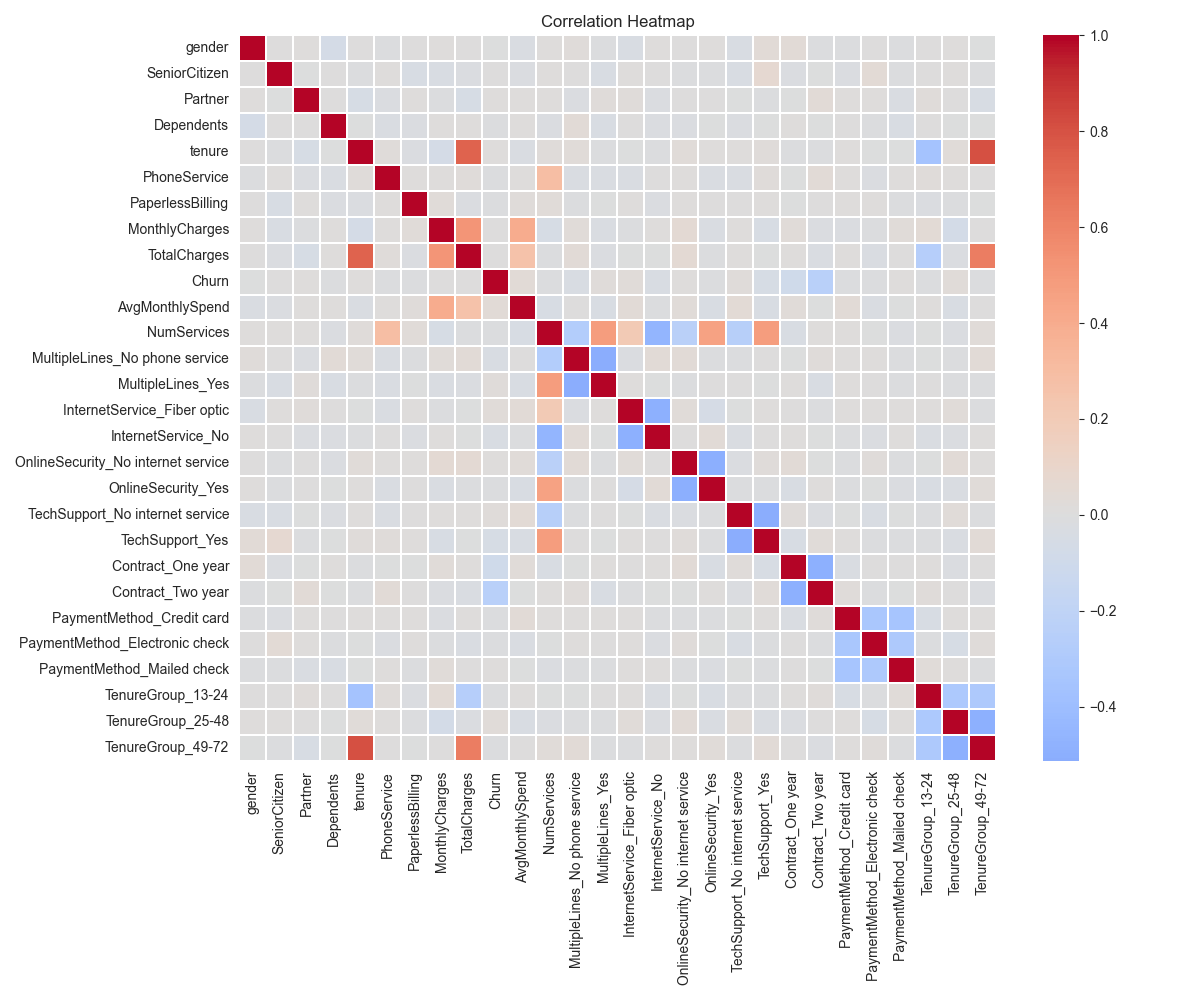 Correlation Heatmap
gender
SeniorCitizen
Partner
Dependents
tenure
PhoneService
PaperlessBilling
MonthlyCharges
TotalCharges
Churn
AvgMonthlySpend
NumServices
MultipleLines_No phone service
MultipleLines_Yes
InternetService_Fiber optic
InternetService_No
OnlineSecurity_No internet service
OnlineSecurity_Yes
TechSupport_No internet service
TechSupport_Yes
Contract_One year
Contract_Two year
PaymentMethod_Credit card
PaymentMethod_Electronic check
PaymentMethod_Mailed check
TenureGroup_13-24
TenureGroup_25-48
TenureGroup_49-72
gender
SeniorCitizen
Partner
Dependents
tenure
PhoneService
PaperlessBilling
MonthlyCharges
TotalCharges
Churn
AvgMonthlySpend
NumServices
MultipleLines_No phone service
MultipleLines_Yes
InternetService_Fiber optic
InternetService_No
OnlineSecurity_No internet service
OnlineSecurity_Yes
TechSupport_No internet service
TechSupport_Yes
Contract_One year
Contract_Two year
PaymentMethod_Credit card
PaymentMethod_Electronic check
PaymentMethod_Mailed check
TenureGroup_13-24
TenureGroup_25-48
TenureGroup_49-72
1.0
0.8
0.6
0.4
0.2
0.0
−0.2
−0.4